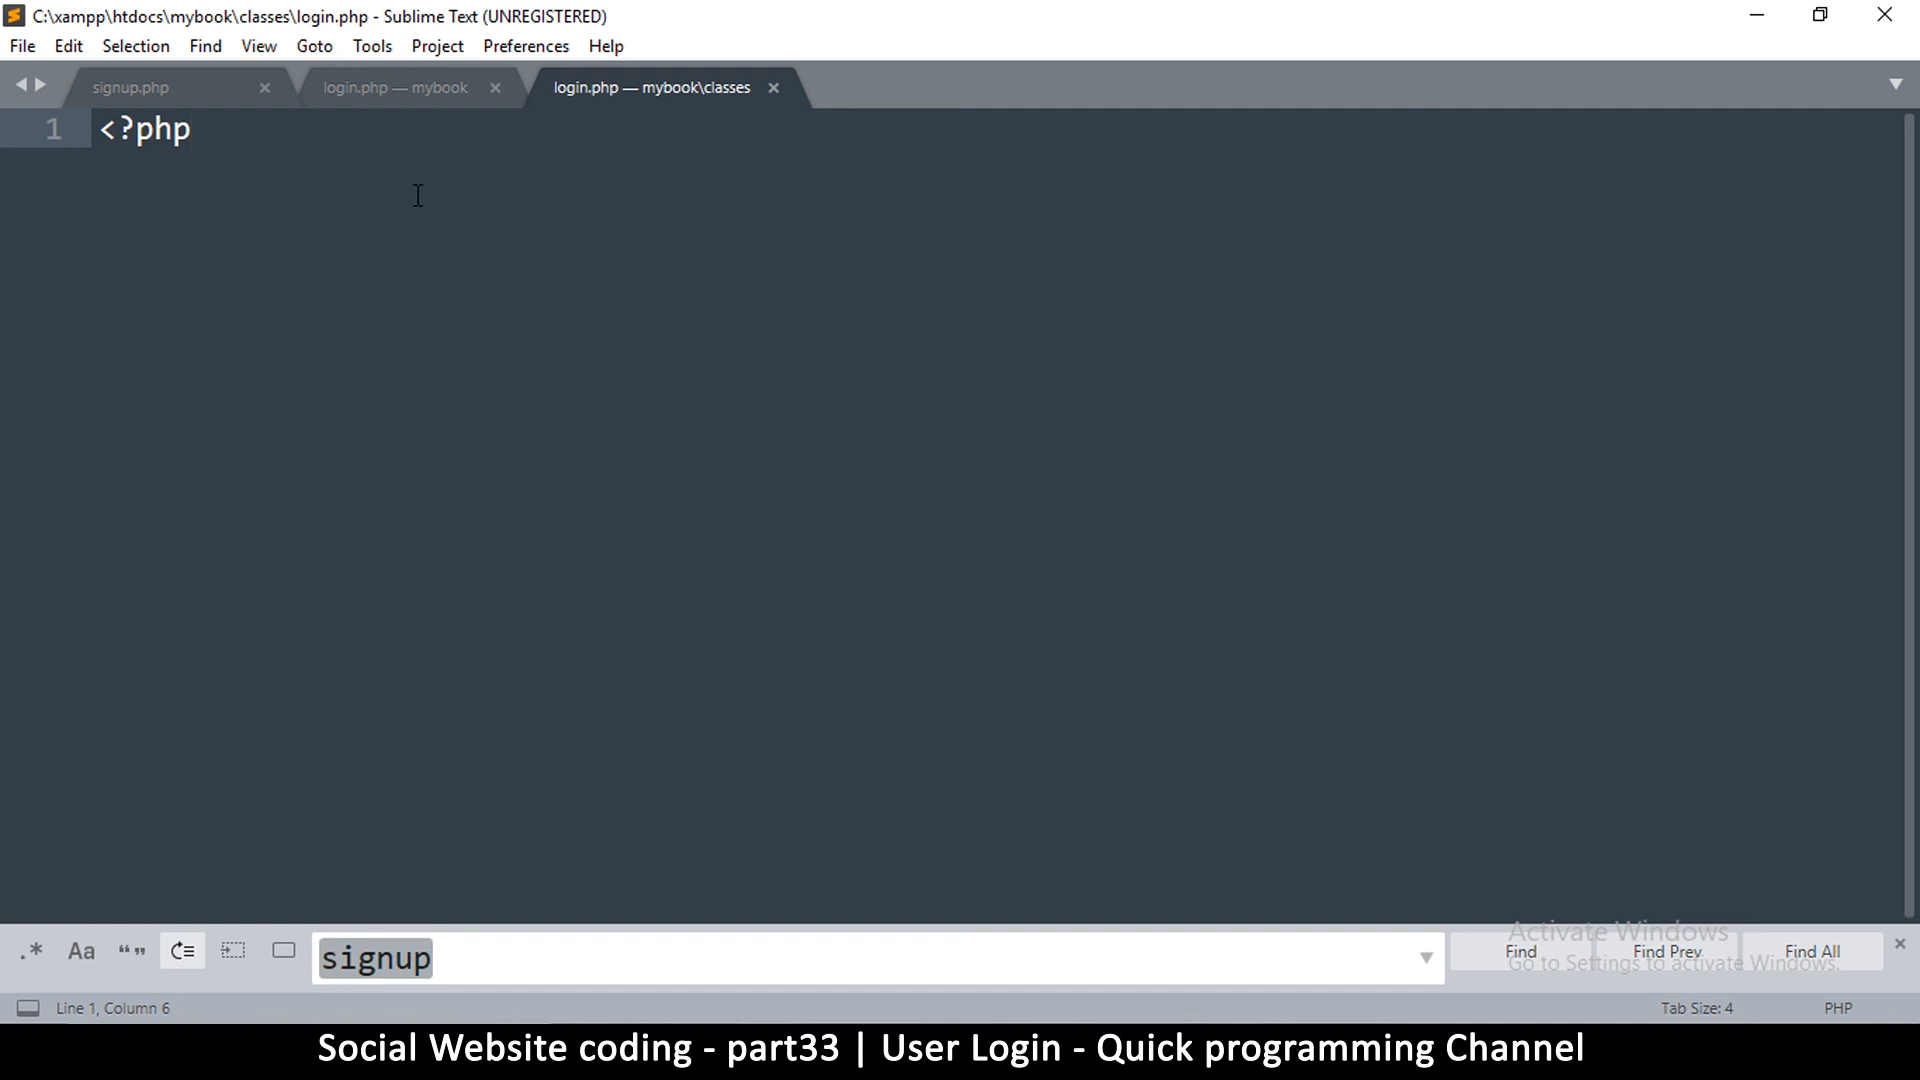 C:\xampp\htdocs\mybook\classes\login.php - Sublime Text (UNREGISTERED)
File Edit Selection Find View Goto Tools Project Preferences Help
signup.php login.php — mybook login.php — mybook\classes
1 <?php
.* Aa “” signup Find Find Prev Find All
Activate Windows
Go to Settings to activate Windows.
Line 1, Column 6 Tab Size: 4 PHP
Social Website coding - part33 | User Login - Quick programming Channel